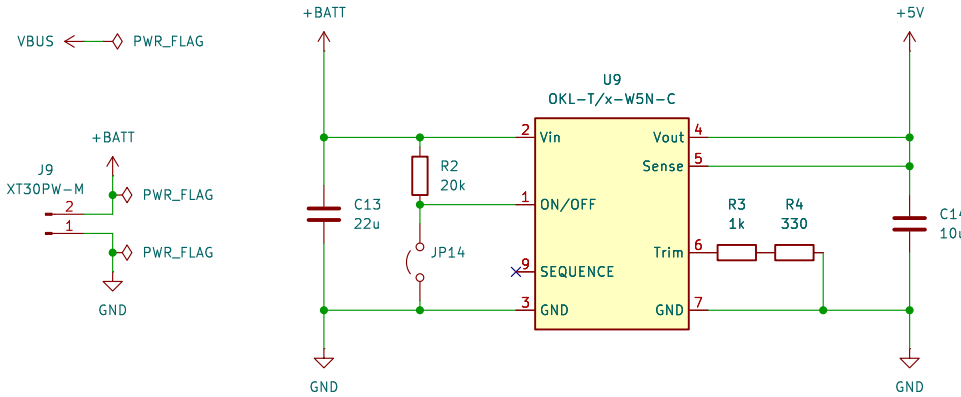 VBUS
PWR_FLAG
+BATT
J9
XT30PW-M
2
1
PWR_FLAG
PWR_FLAG
GND
+BATT
C13
22u
R2
20k
JP14
GND
U9
OKL-T/x-W5N-C
2 Vin
1 ON/OFF
9 SEQUENCE
3 GND
Vout 4
Sense 5
Trim 6
GND 7
R3
1k
R4
330
+5V
10u
GND